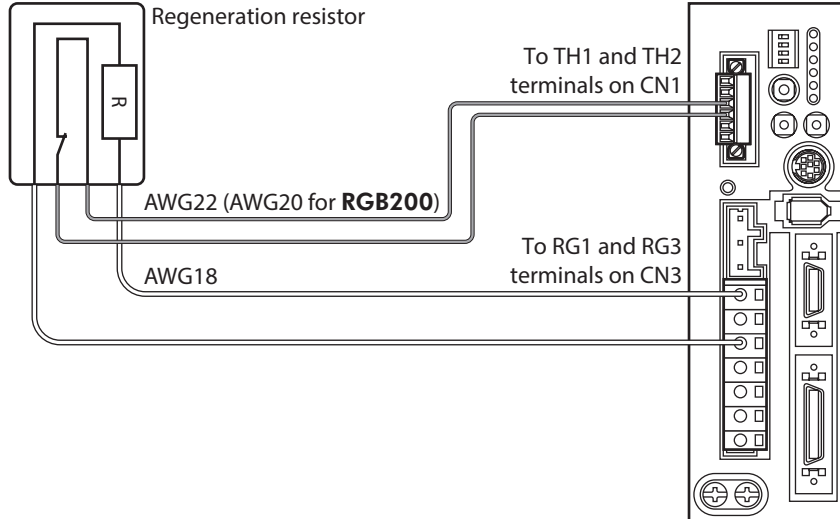 Regeneration resistor
R
To TH1 and TH2
terminals on CN1
AWG22 (AWG20 for RGB200)
To RG1 and RG3
terminals on CN3
AWG18